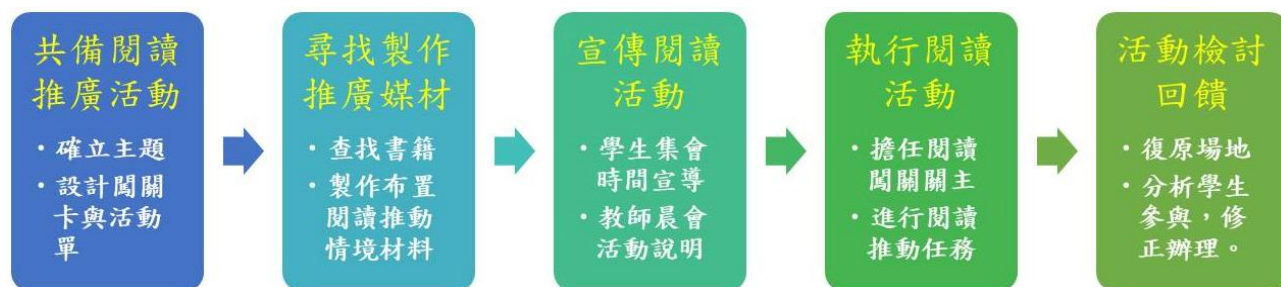 共備閱讀
推廣活動
・確立主題
・設計闖關
卡與活動
單
尋找製作
推廣媒材
・查找書籍
・製作布置
閱讀推動
情境材料
宣傳閱讀
活動
・學生集會
時間宣導
・教師晨會
活動說明
執行閱讀
活動
・擔任閱讀
闖關關主
・進行閱讀
推動任務
活動檢討
回饋
・復原場地
・分析學生
參與，修
正辦理。